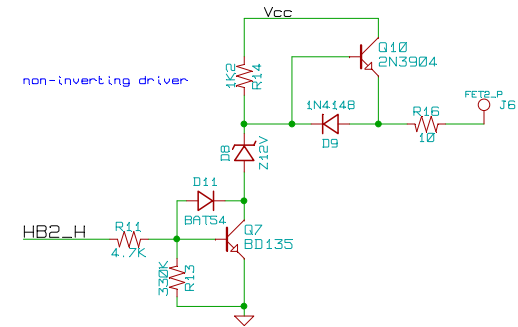 Vcc
Q10
2N3904
non-inverting driver
1K2
R14
1N4148
D9
R16
10
FET2_P
J6
D8
Z12V
D11
BAT54
HB2_H
R11
4.7K
Q7
BD135
330K
R13